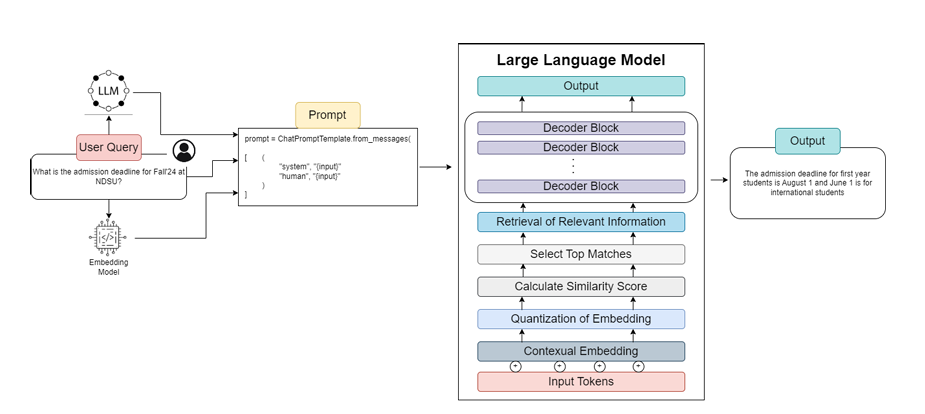 LLM
User Query
What is the admission deadline for Fall'24 at
NDSU?
Embedding
Model
Prompt
prompt = ChatPromptTemplate.from_messages(
[ (
"system", "{input}"
"human", "{input}"
)
]
Large Language Model
Output
Decoder Block
Decoder Block
Decoder Block
Retrieval of Relevant Information
Select Top Matches
Calculate Similarity Score
Quantization of Embedding
Contexual Embedding
+ + + +
Input Tokens
Output
The admission deadline for first year
students is August 1 and June 1 is for
international students